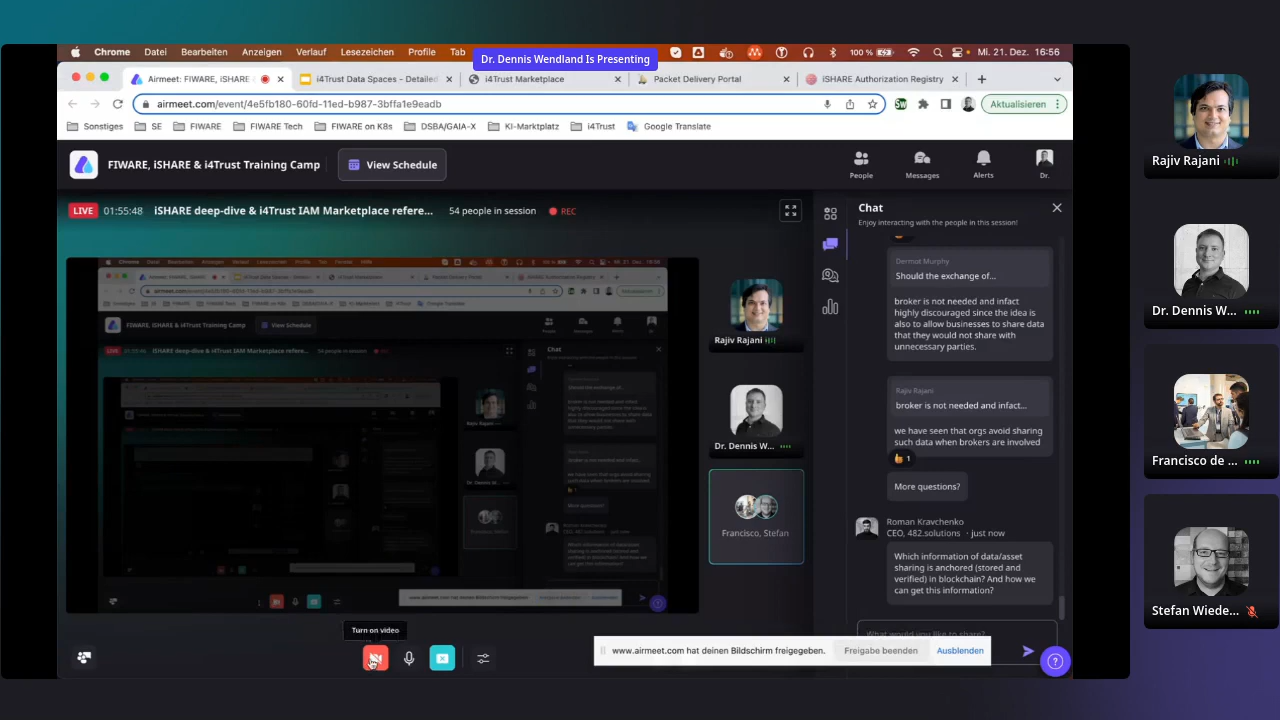 Chrome Datei Bearbeiten Anzeigen Verlauf Lesezeichen Profile Tab
Dr. Dennis Wendland Is Presenting
100 % Mi. 21. Dez. 16:56
Airmeet: FIWARE, iSHARE
i4Trust Data Spaces - Detailed
i4Trust Marketplace
Packet Delivery Portal
iSHARE Authorization Registry
airmeet.com/event/4e5fb180-60fd-11ed-b987-3bffa1e9eadb
Aktualisieren
Sonstiges SE FIWARE FIWARE Tech FIWARE on K8s DSBA/GAIA-X KI-Marktplatz i4Trust Google Translate
FIWARE, iSHARE & i4Trust Training Camp
View Schedule
People Messages Alerts Dr.
LIVE 01:55:48 iSHARE deep-dive & i4Trust IAM Marketplace refere... 54 people in session REC
Rajiv Rajani
Dr. Dennis W...
Francisco, Stefan
Chat
Enjoy interacting with the people in this session!
Dermot Murphy
Should the exchange of...
broker is not needed and infact
highly discouraged since the idea is
also to allow businesses to share data
that they would not share with
unnecessary parties.
Rajiv Rajani
broker is not needed and infact...
we have seen that orgs avoid sharing
such data when brokers are involved
1
More questions?
Roman Kravchenko
CEO, 482.solutions · just now
Which information of data/asset
sharing is anchored (stored and
verified) in blockchain? And how we
can get this information?
What would you like to share?
Turn on video
www.airmeet.com hat deinen Bildschirm freigegeben.
Freigabe beenden
Ausblenden
Rajiv Rajani
Dr. Dennis W...
Francisco de ...
Stefan Wiede...